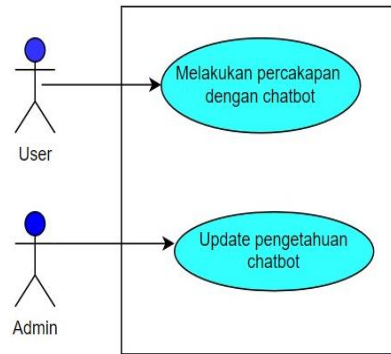 Melakukan percakapan
dengan chatbot
User
Update pengetahuan
chatbot
Admin